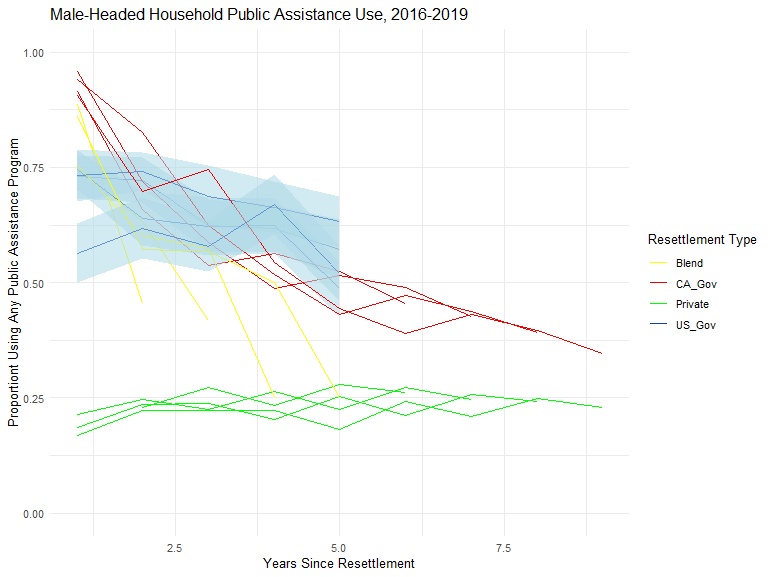 Male-Headed Household Public Assistance Use, 2016-2019
Proportiont Using Any Public Assistance Program
1.00
0.75
0.50
0.25
0.00
2.5
5.0
7.5
Years Since Resettlement
Resettlement Type
Blend
CA_Gov
Private
US_Gov